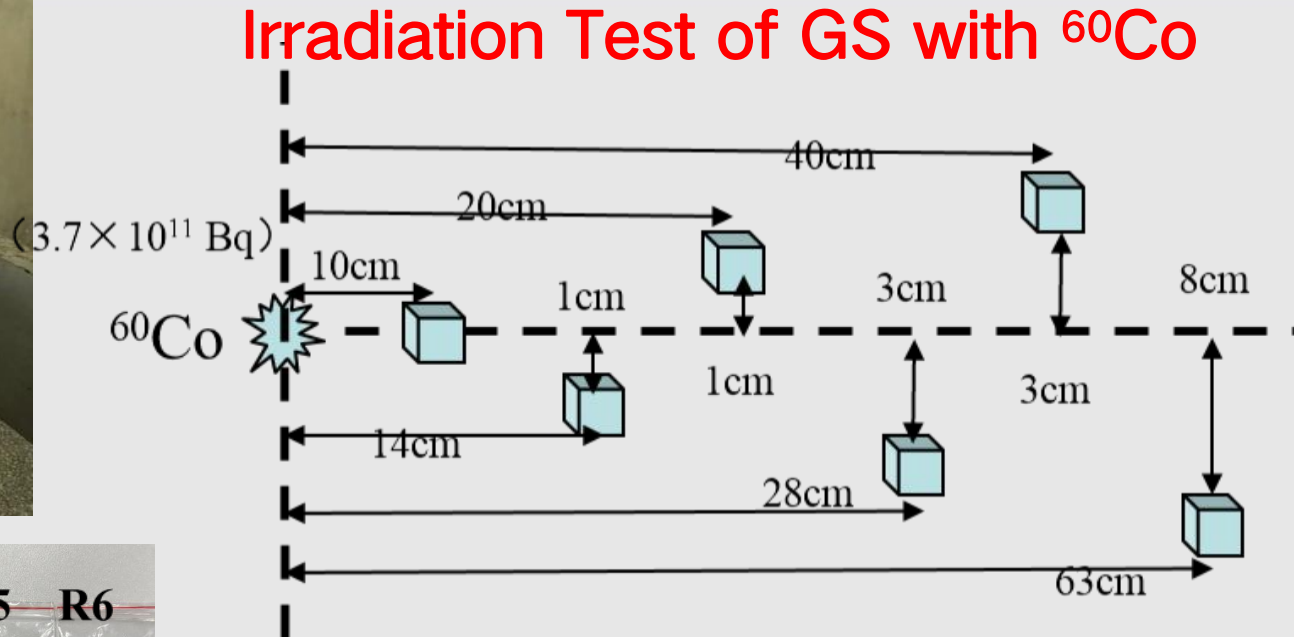 Irradiation Test of GS with ⁶⁰Co
40cm
20cm
(3.7×10¹¹ Bq)
10cm
1cm
3cm
8cm
⁶⁰Co
1cm
3cm
14cm
28cm
63cm
R6